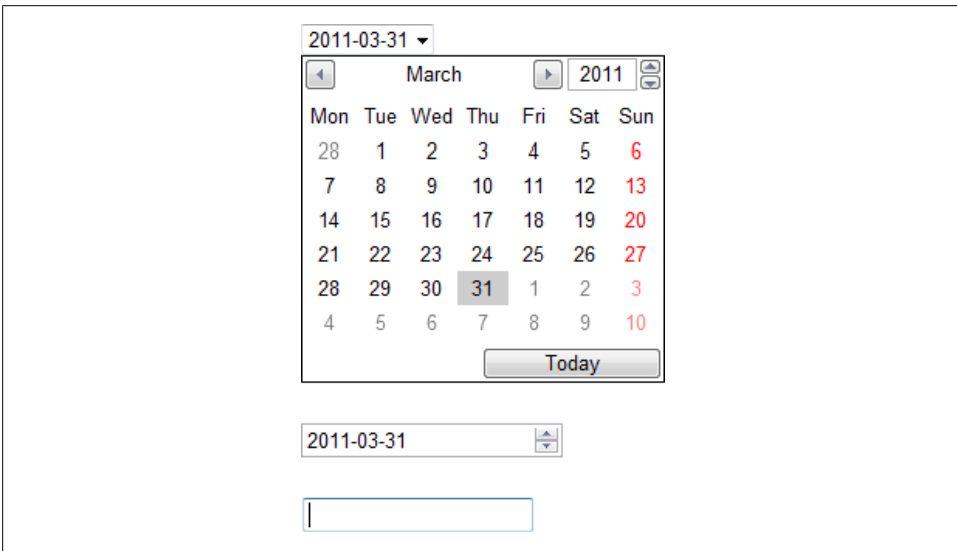 2011-03-31
March 2011
Mon Tue Wed Thu Fri Sat Sun
28 1 2 3 4 5 6
7 8 9 10 11 12 13
14 15 16 17 18 19 20
21 22 23 24 25 26 27
28 29 30 31 1 2 3
4 5 6 7 8 9 10
Today
2011-03-31